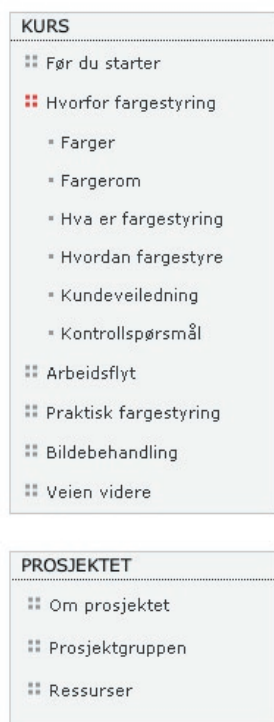 KURS
Før du starter
Hvorfor fargestyring
Farger
Fargerom
Hva er fargestyring
Hvordan fargestyre
Kundeveiledning
Kontrollspørsmål
Arbeidsflyt
Praktisk fargestyring
Bildebehandling
Veien videre
PROSJEKTET
Om prosjektet
Prosjektgruppen
Ressurser